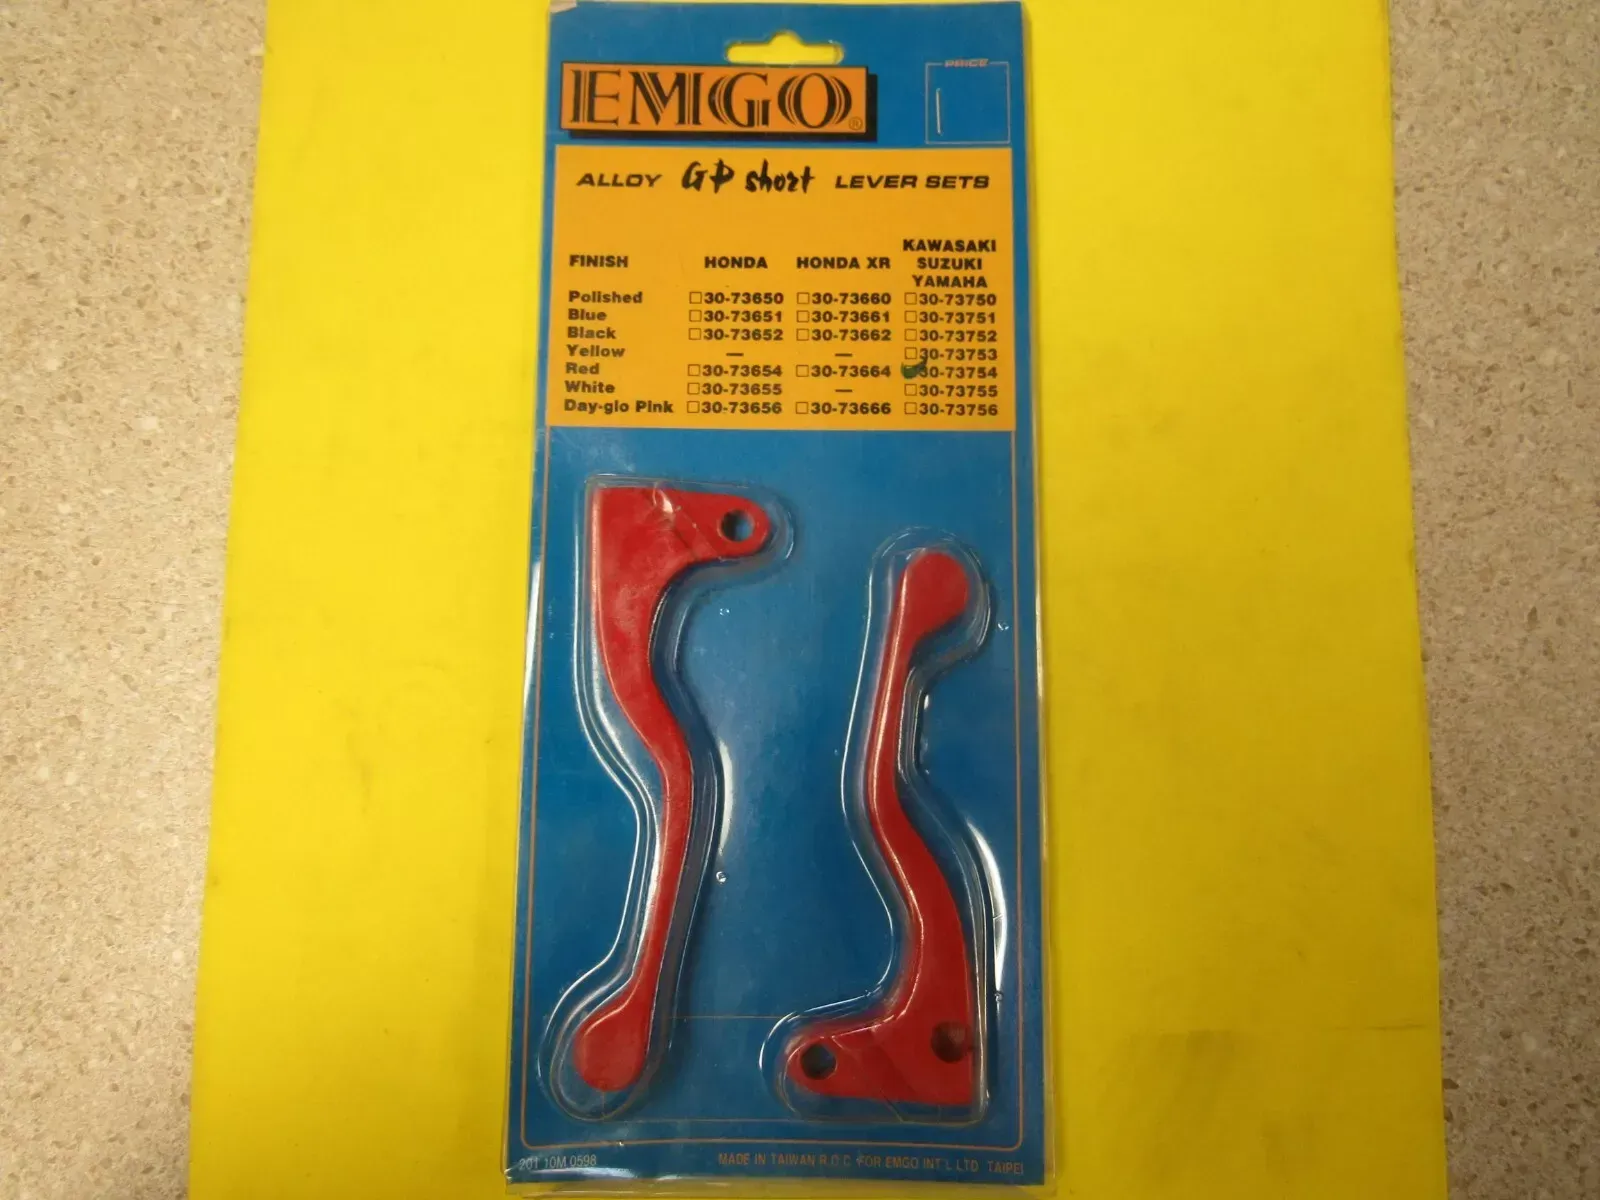 EMGO®
PRICE
ALLOY GP short LEVER SETS
FINISH HONDA HONDA XR KAWASAKI SUZUKI YAMAHA
Polished □30-73650 □30-73660 □30-73750
Blue □30-73651 □30-73661 □30-73751
Black □30-73652 □30-73662 □30-73752
Yellow — — □30-73753
Red □30-73654 □30-73664 □30-73754
White □30-73655 — □30-73755
Day-glo Pink □30-73656 □30-73666 □30-73756
201 10M 0598 MADE IN TAIWAN R.O.C. FOR EMGO INT'L LTD TAIPEI